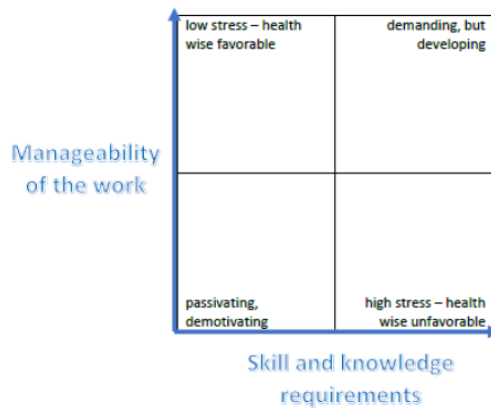 low stress – health
wise favorable
demanding, but
developing
Manageability
of the work
passivating,
demotivating
high stress – health
wise unfavorable
Skill and knowledge
requirements